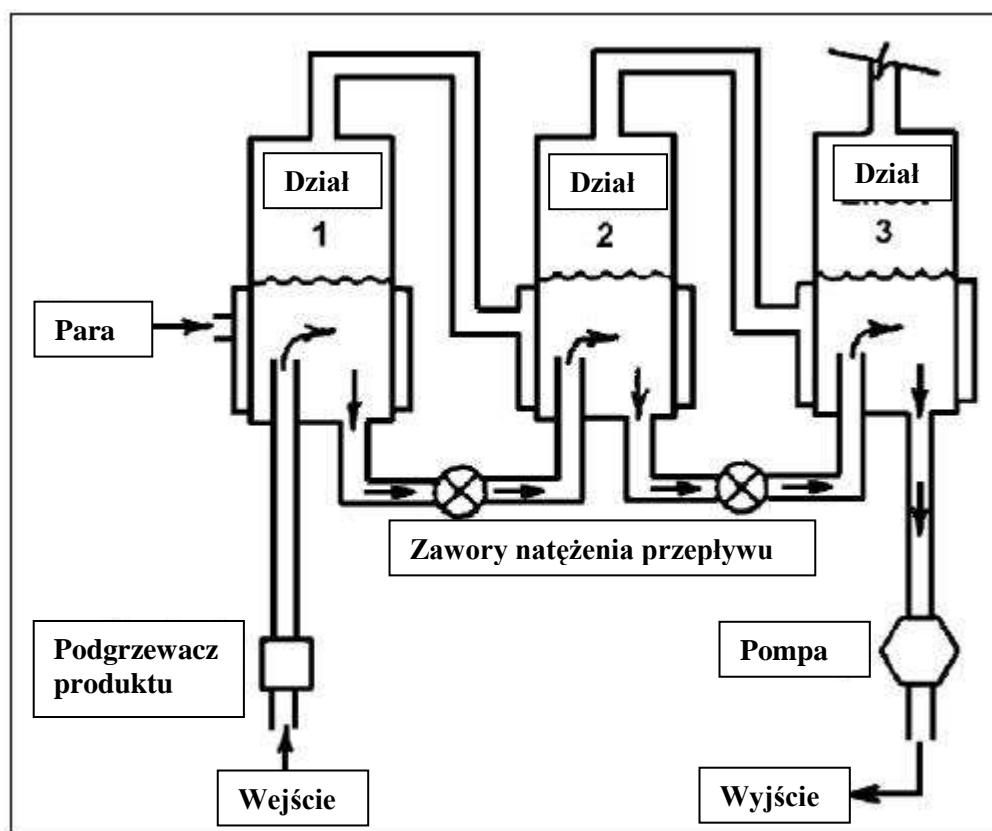 Dział
1
Dział
2
Dział
3
Para
Zawory natężenia przepływu
Podgrzewacz
produktu
Pompa
Wejście
Wyjście